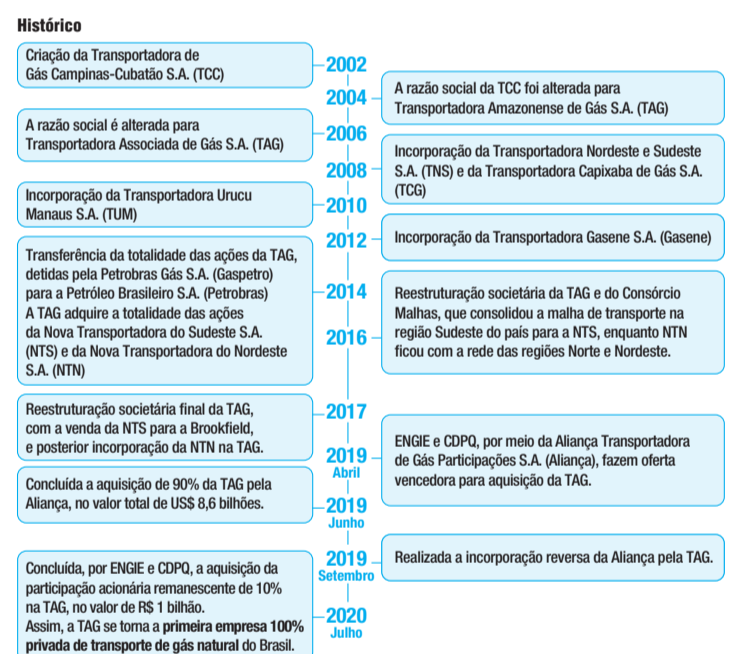 Histórico
Criação da Transportadora de
Gás Campinas-Cubatão S.A. (TCC)
2002
2004
A razão social da TCC foi alterada para
Transportadora Amazonense de Gás S.A. (TAG)
A razão social é alterada para
Transportadora Associada de Gás S.A. (TAG)
2006
2008
Incorporação da Transportadora Nordeste e Sudeste
S.A. (TNS) e da Transportadora Capixaba de Gás S.A.
(TCG)
Incorporação da Transportadora Urucu
Manaus S.A. (TUM)
2010
2012
Incorporação da Transportadora Gasene S.A. (Gasene)
Transferência da totalidade das ações da TAG,
detidas pela Petrobras Gás S.A. (Gaspetro)
para a Petróleo Brasileiro S.A. (Petrobras)
A TAG adquire a totalidade das ações
da Nova Transportadora do Sudeste S.A.
(NTS) e da Nova Transportadora do Nordeste
S.A. (NTN)
2014
2016
Reestruturação societária da TAG e do Consórcio
Malhas, que consolidou a malha de transporte na
região Sudeste do país para a NTS, enquanto NTN
ficou com a rede das regiões Norte e Nordeste.
Reestruturação societária final da TAG,
com a venda da NTS para a Brookfield,
e posterior incorporação da NTN na TAG.
2017
2019
Abril
ENGIE e CDPQ, por meio da Aliança Transportadora
de Gás Participações S.A. (Aliança), fazem oferta
vencedora para aquisição da TAG.
Concluída a aquisição de 90% da TAG pela
Aliança, no valor total de US$ 8,6 bilhões.
2019
Junho
2019
Setembro
Realizada a incorporação reversa da Aliança pela TAG.
Concluída, por ENGIE e CDPQ, a aquisição da
participação acionária remanescente de 10%
na TAG, no valor de R$ 1 bilhão.
Assim, a TAG se torna a primeira empresa 100%
privada de transporte de gás natural do Brasil.
2020
Julho